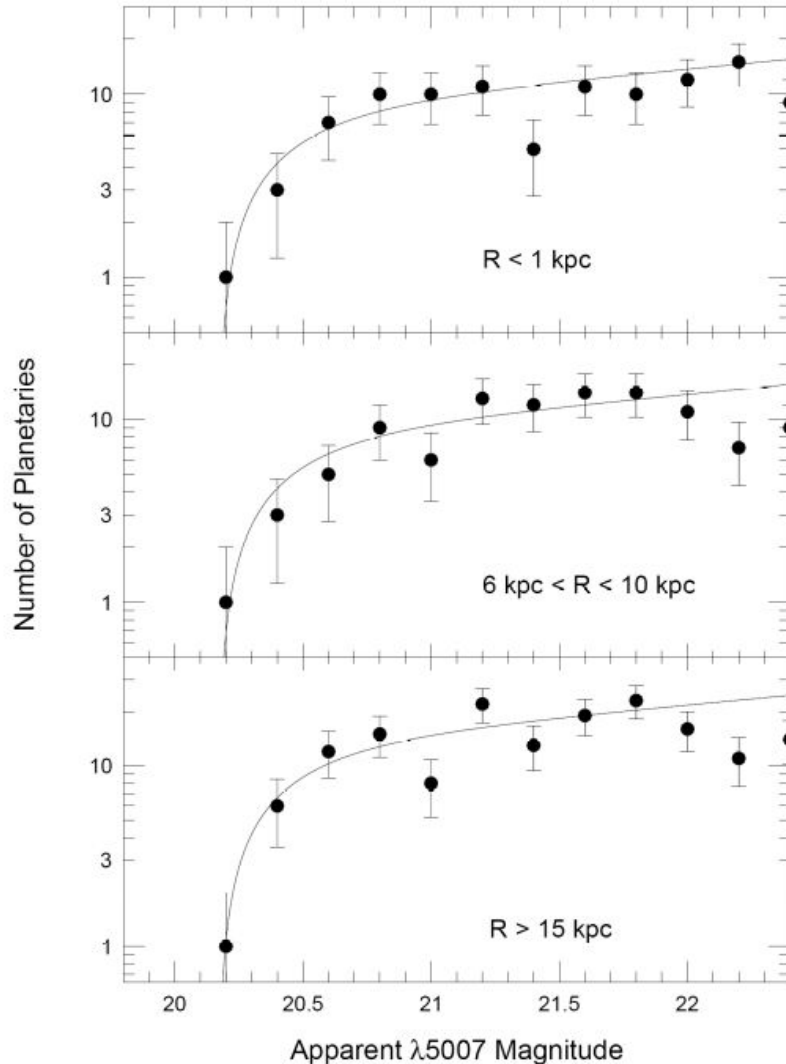 10
3
1
R < 1 kpc
Number of Planetaries
10
3
1
6 kpc < R < 10 kpc
10
3
1
R > 15 kpc
20 20.5 21 21.5 22
Apparent λ5007 Magnitude